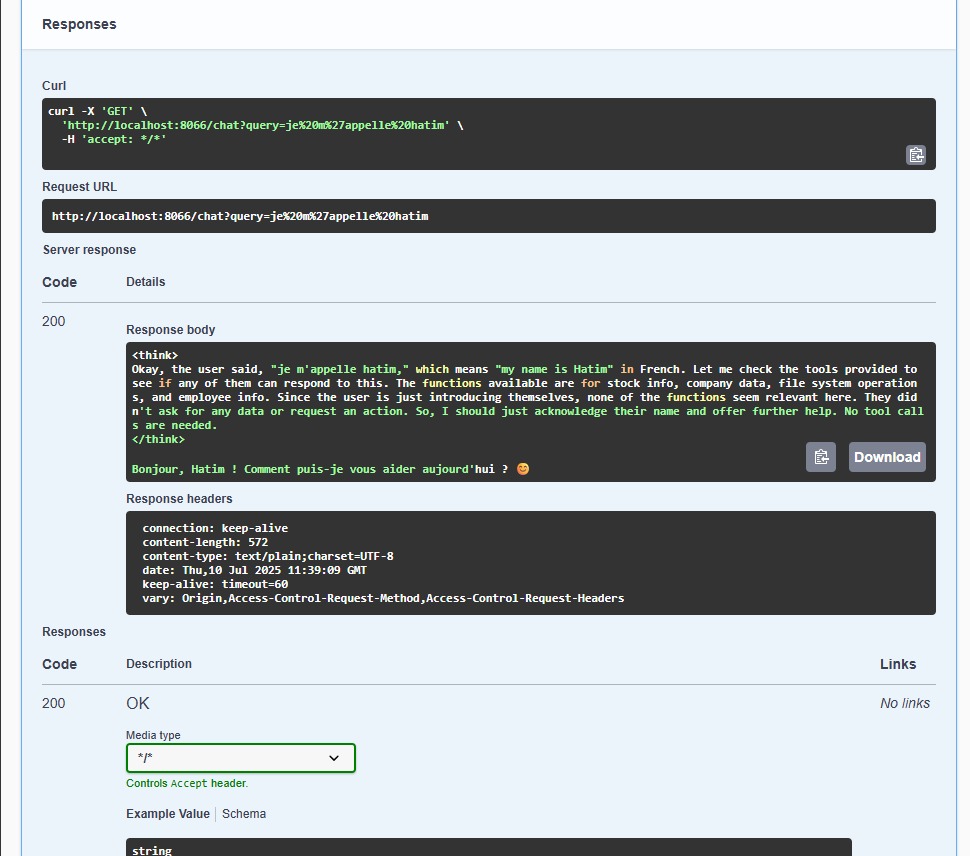 Responses
Curl
curl -X 'GET' \
  'http://localhost:8066/chat?query=je%20m%27appelle%20hatim' \
  -H 'accept: */*'
Request URL
http://localhost:8066/chat?query=je%20m%27appelle%20hatim
Server response
Code Details
200
Response body
<think>
Okay, the user said, "je m'appelle hatim," which means "my name is Hatim" in French. Let me check the tools provided to
see if any of them can respond to this. The functions available are for stock info, company data, file system operation
s, and employee info. Since the user is just introducing themselves, none of the functions seem relevant here. They did
n't ask for any data or request an action. So, I should just acknowledge their name and offer further help. No tool call
s are needed.
</think>
Bonjour, Hatim ! Comment puis-je vous aider aujourd'hui ? 😊
Download
Response headers
connection: keep-alive
content-length: 572
content-type: text/plain;charset=UTF-8
date: Thu,10 Jul 2025 11:39:09 GMT
keep-alive: timeout=60
vary: Origin,Access-Control-Request-Method,Access-Control-Request-Headers
Responses
Code Description Links
200 OK No links
Media type
*/*
Controls Accept header.
Example Value Schema
string